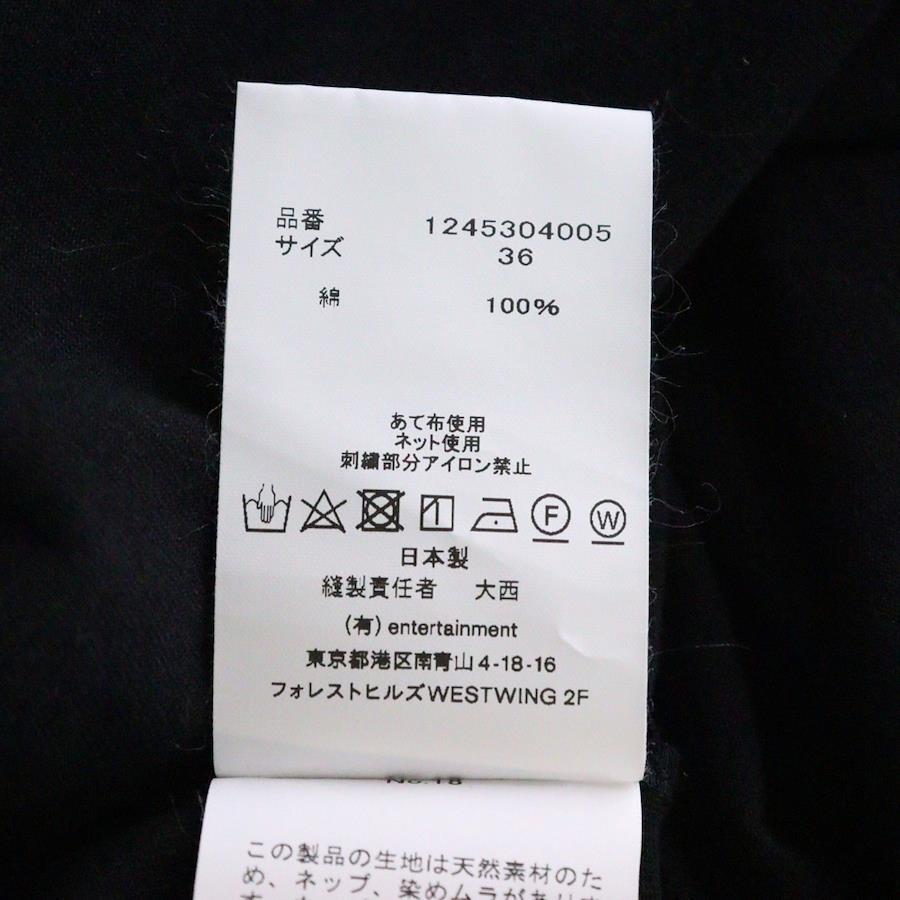 品番 1245304005
サイズ 36
綿 100%
あて布使用
ネット使用
刺繍部分アイロン禁止
F W
日本製
縫製責任者 大西
(有) entertainment
東京都港区南青山4-18-16
フォレストヒルズWESTWING 2F
No.18
この製品の生地は天然素材のた
め、ネップ、染めムラがありま